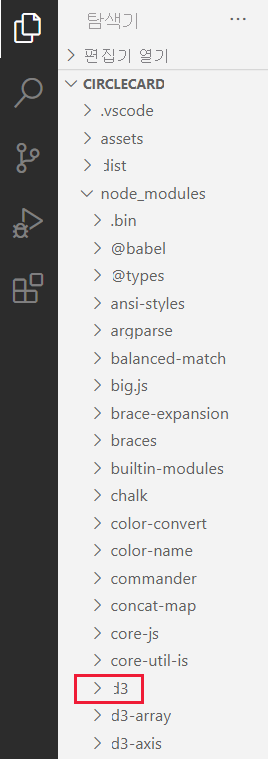 탐색기
편집기 열기
CIRCLECARD
.vscode
assets
dist
node_modules
.bin
@babel
@types
ansi-styles
argparse
balanced-match
big.js
brace-expansion
braces
builtin-modules
chalk
color-convert
color-name
commander
concat-map
core-js
core-util-is
d3
d3-array
d3-axis